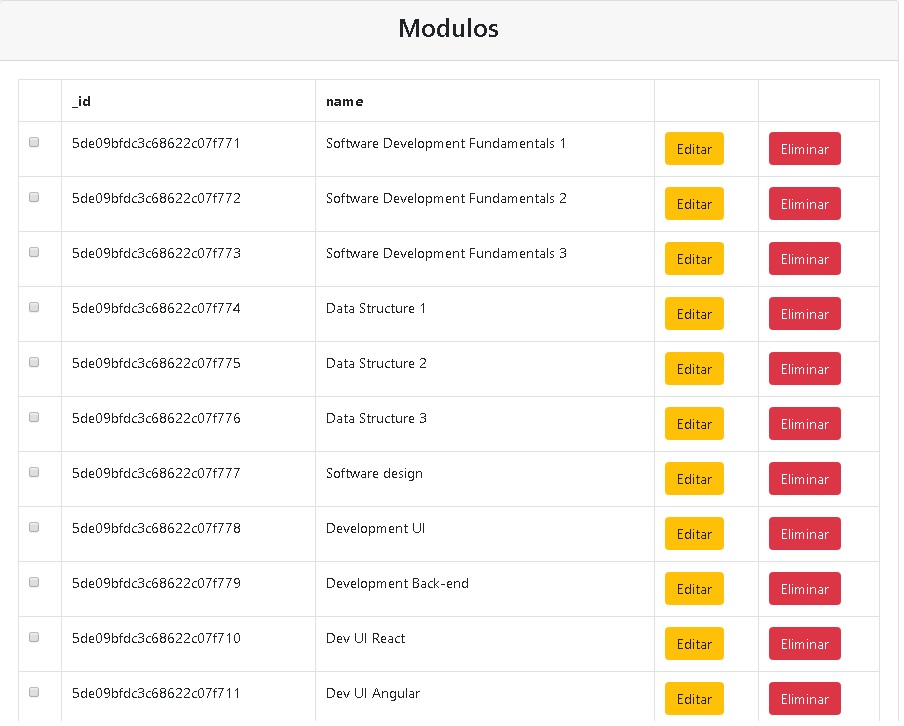 Modulos
_id name
5de09bfdc3c68622c07f771 Software Development Fundamentals 1 Editar Eliminar
5de09bfdc3c68622c07f772 Software Development Fundamentals 2 Editar Eliminar
5de09bfdc3c68622c07f773 Software Development Fundamentals 3 Editar Eliminar
5de09bfdc3c68622c07f774 Data Structure 1 Editar Eliminar
5de09bfdc3c68622c07f775 Data Structure 2 Editar Eliminar
5de09bfdc3c68622c07f776 Data Structure 3 Editar Eliminar
5de09bfdc3c68622c07f777 Software design Editar Eliminar
5de09bfdc3c68622c07f778 Development UI Editar Eliminar
5de09bfdc3c68622c07f779 Development Back-end Editar Eliminar
5de09bfdc3c68622c07f710 Dev UI React Editar Eliminar
5de09bfdc3c68622c07f711 Dev UI Angular Editar Eliminar